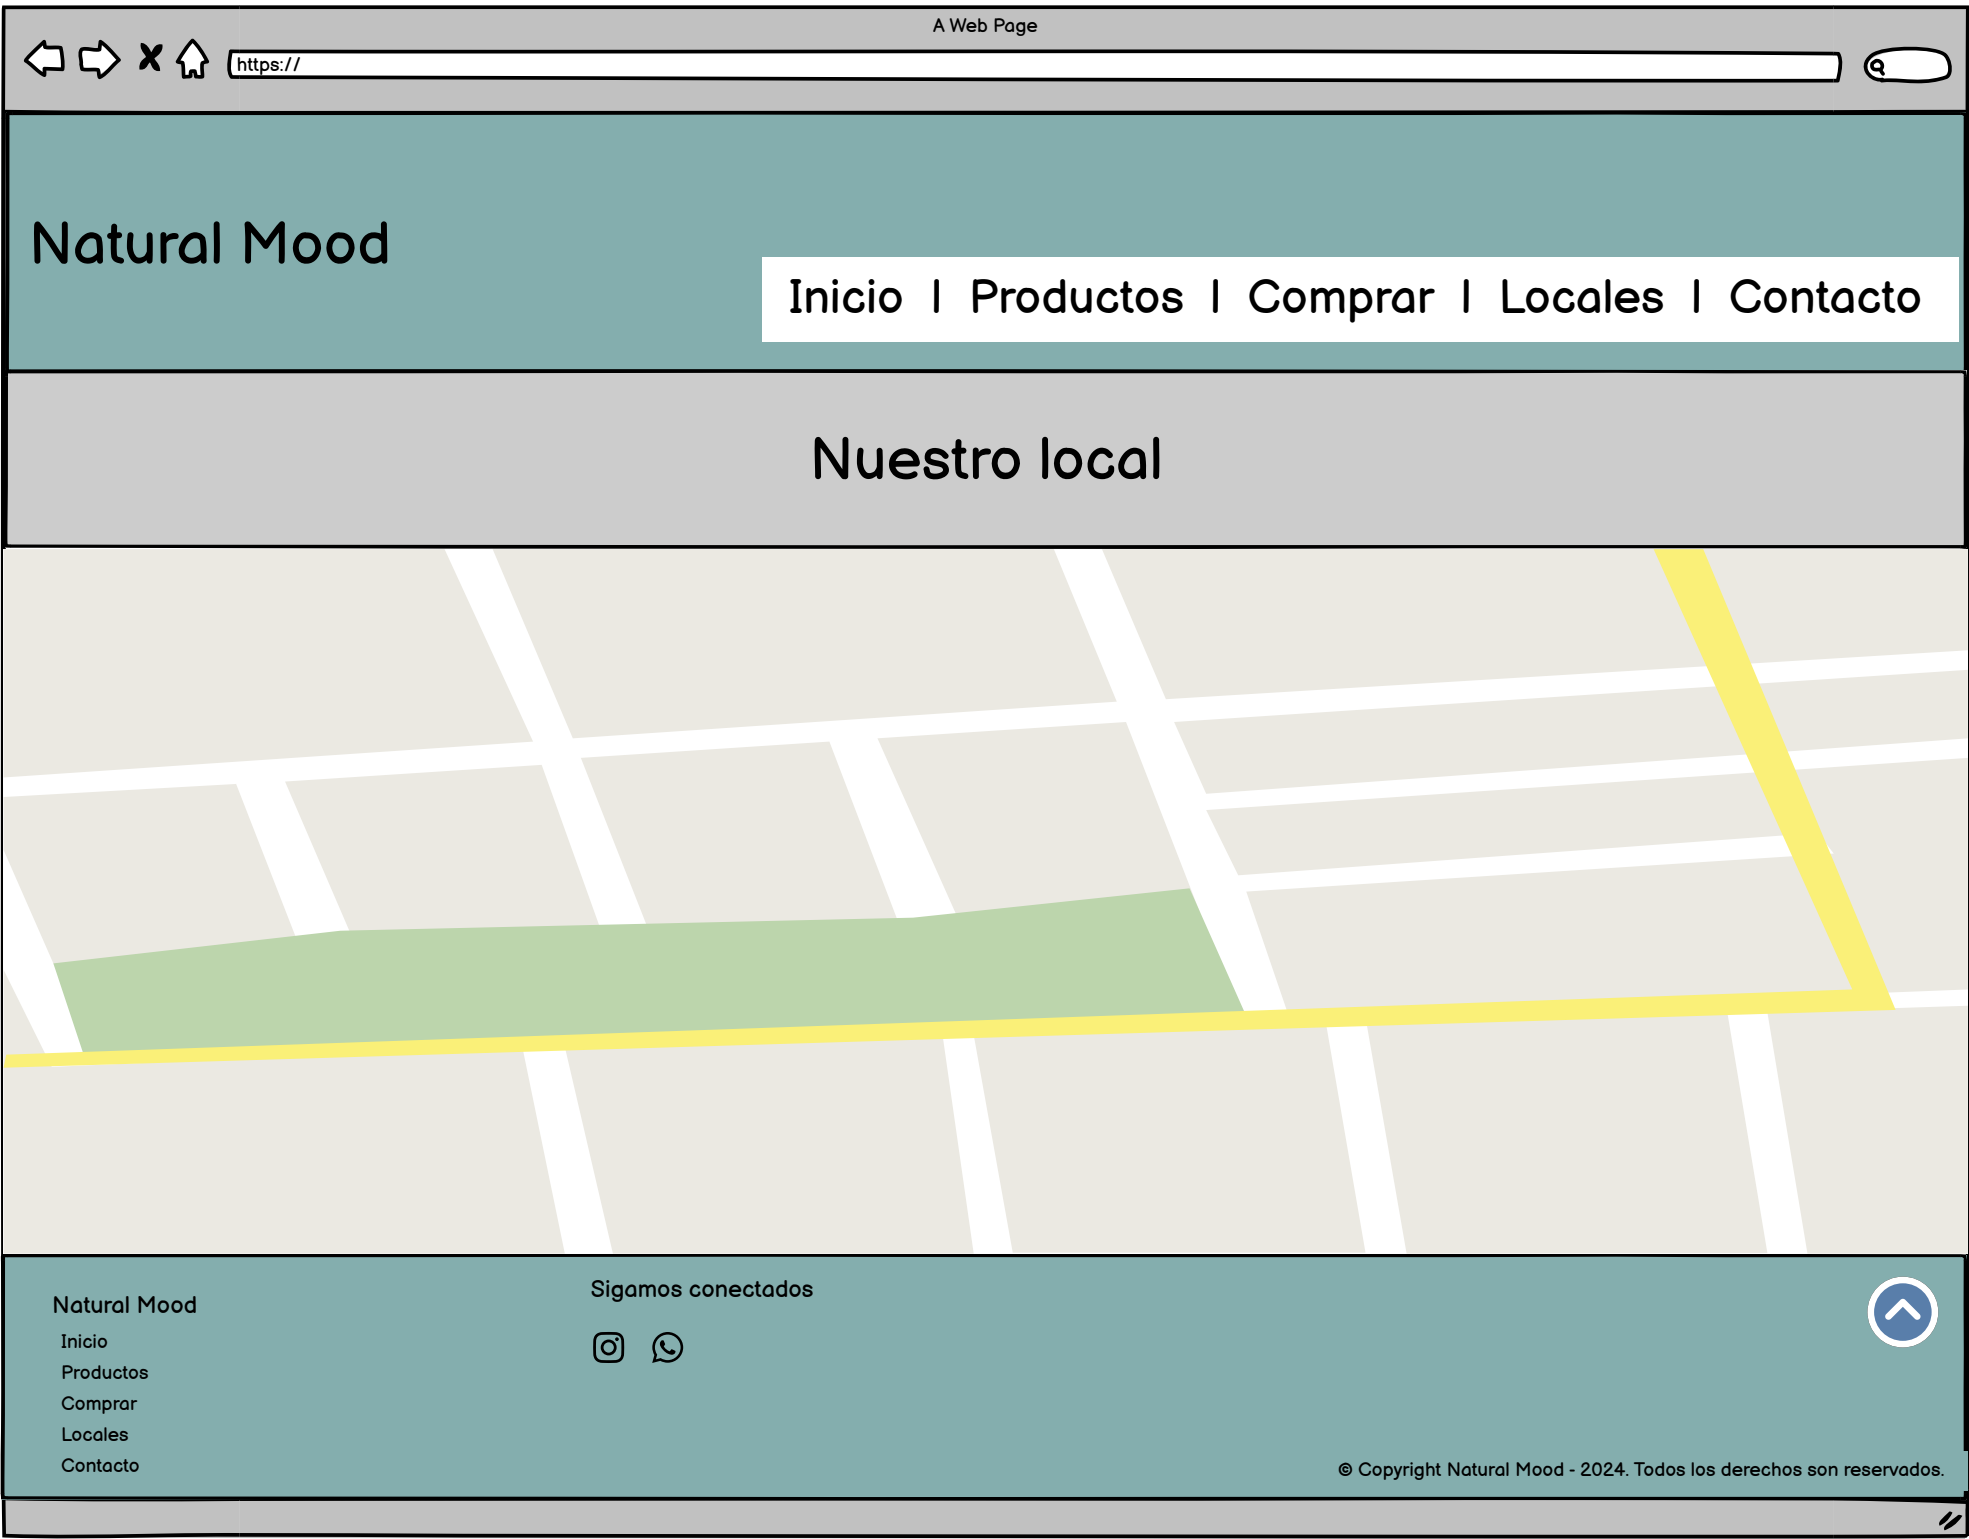 A Web Page
https://
Natural Mood
Inicio | Productos | Comprar | Locales | Contacto
Nuestro local
Natural Mood
Inicio
Productos
Comprar
Locales
Contacto
Sigamos conectados
© Copyright Natural Mood - 2024. Todos los derechos son reservados.